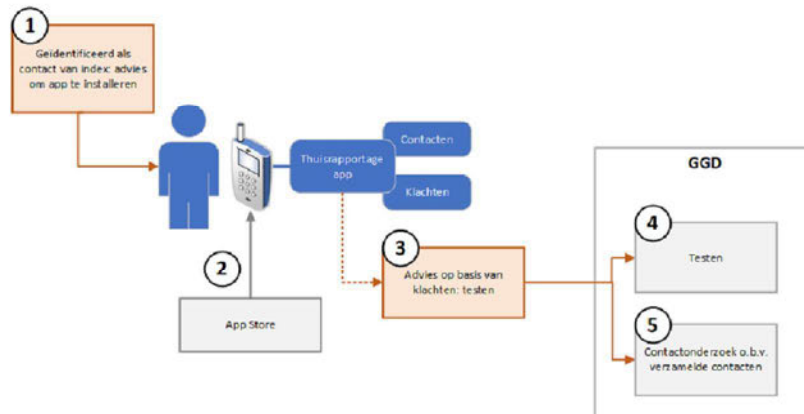 1
Geïdentificeerd als
contact van index: advies
om app te installeren
Thuisrapportage
app
Contacten
Klachten
2
App Store
3
Advies op basis van
klachten: testen
GGD
4
Testen
5
Contactonderzoek o.b.v.
verzamelde contacten